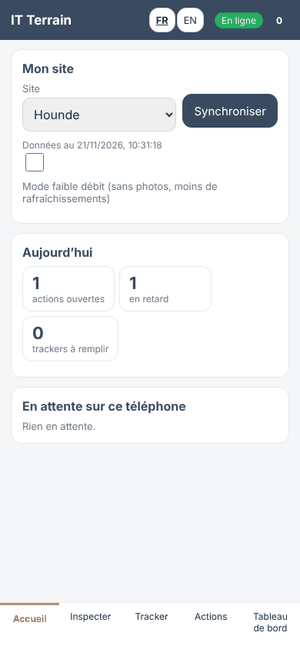 IT Terrain
FR EN En ligne 0
Mon site
Site
Hounde
Synchroniser
Données au 21/11/2026, 10:31:18
Mode faible débit (sans photos, moins de
rafraîchissements)
Aujourd’hui
1
actions ouvertes
1
en retard
0
trackers à remplir
En attente sur ce téléphone
Rien en attente.
Accueil
Inspecter
Tracker
Actions
Tableau
de bord